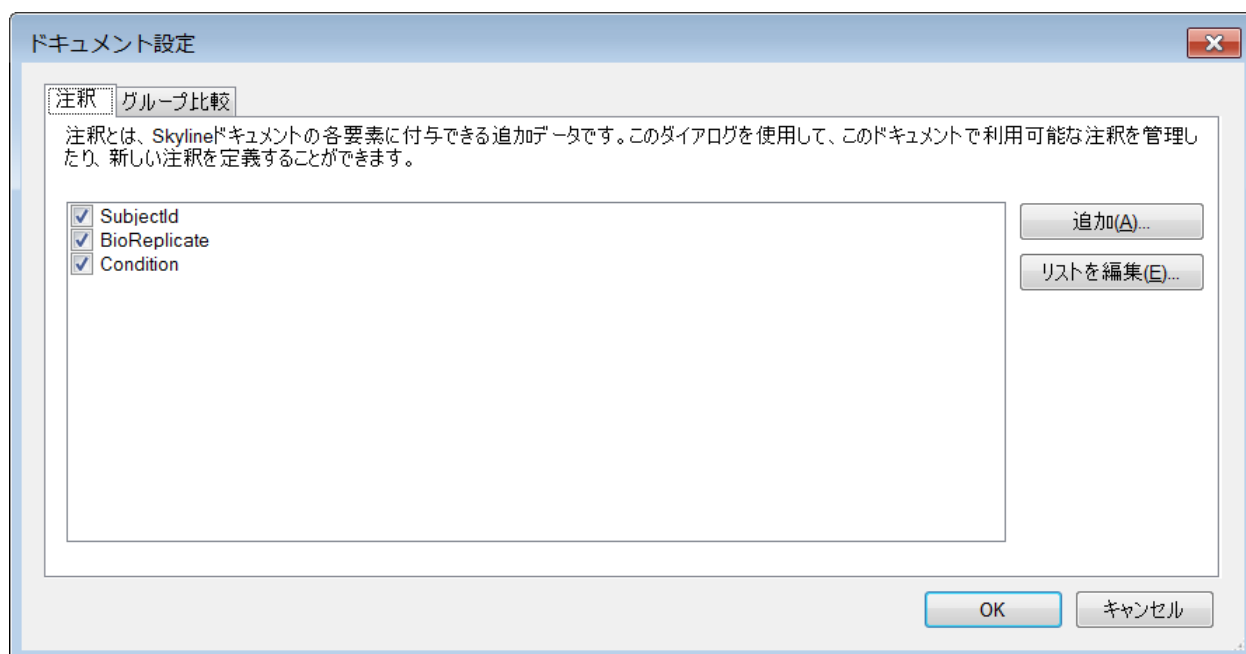 ドキュメント設定
注釈 グループ比較
注釈とは、Skylineドキュメントの各要素に付与できる追加データです。このダイアログを使用して、このドキュメントで利用可能な注釈を管理し
たり、新しい注釈を定義することができます。
SubjectId
BioReplicate
Condition
追加(A)...
リストを編集(E)...
OK キャンセル